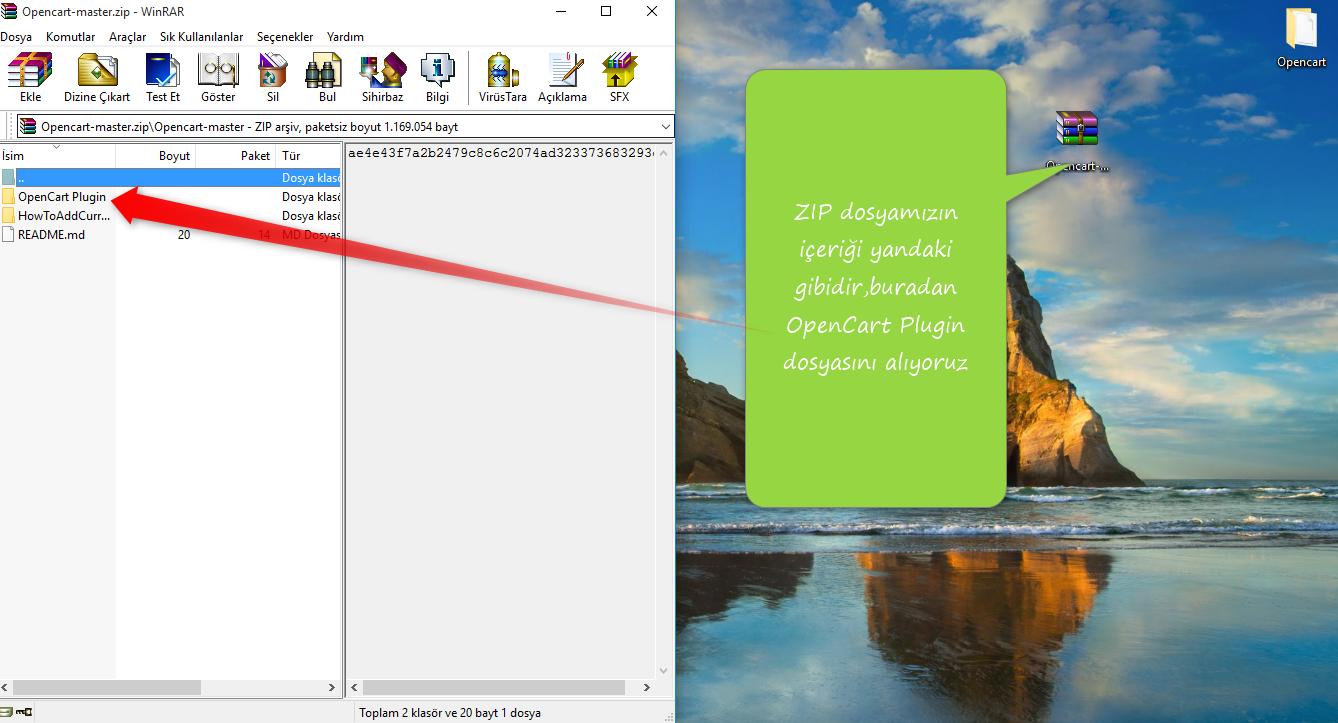 Opencart-master.zip - WinRAR
Dosya Komutlar Araçlar Sık Kullanılanlar Seçenekler Yardım
Ekle Dizine Çıkart Test Et Göster Sil Bul Sihirbaz Bilgi VirüsTara Açıklama SFX
Opencart-master.zip\Opencart-master - ZIP arşiv, paketsiz boyut 1.169.054 bayt
İsim Boyut Paket Tür
.. Dosya klasö
OpenCart Plugin Dosya klasö
HowToAddCurr... Dosya klasö
README.md 20 14 MD Dosyas
ae4e43f7a2b2479c8c6c2074ad323373683293
Toplam 2 klasör ve 20 bayt 1 dosya
Opencart
Opencart-...
ZIP dosyamızın
içeriği yandaki
gibidir,buradan
OpenCart Plugin
dosyasını alıyoruz